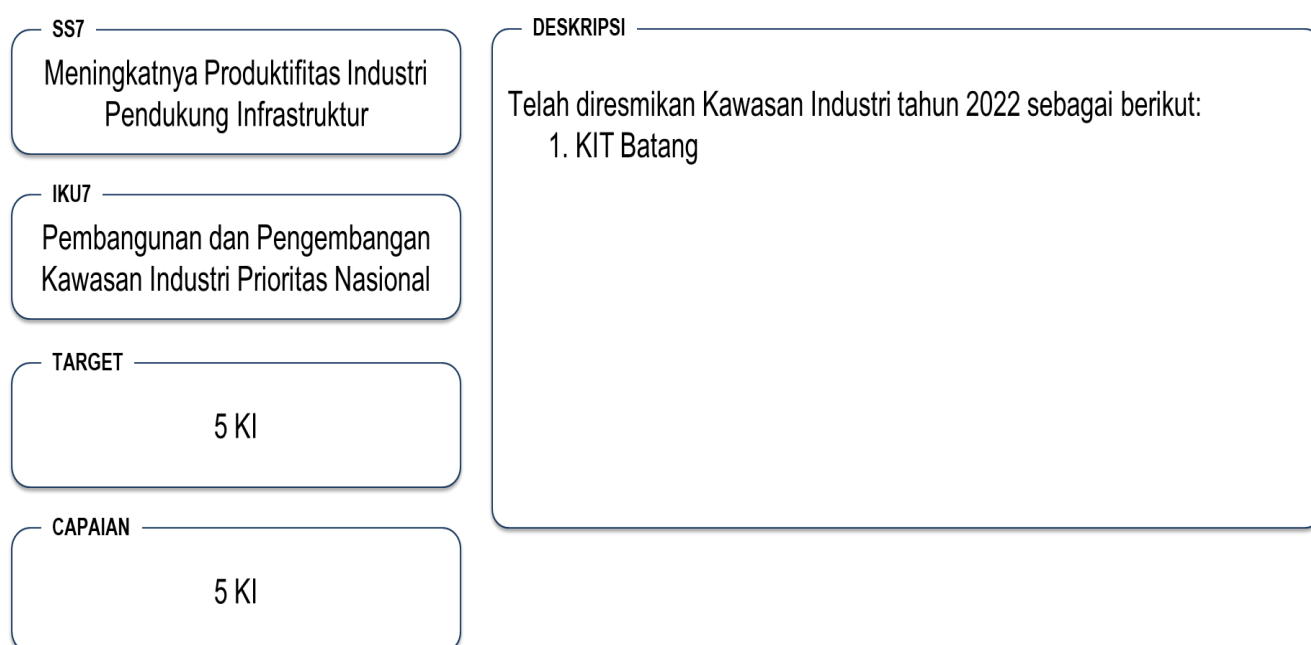 SS7
Meningkatnya Produktifitas Industri
Pendukung Infrastruktur
IKU7
Pembangunan dan Pengembangan
Kawasan Industri Prioritas Nasional
TARGET
5 KI
CAPAIAN
5 KI
DESKRIPSI
Telah diresmikan Kawasan Industri tahun 2022 sebagai berikut:
1. KIT Batang